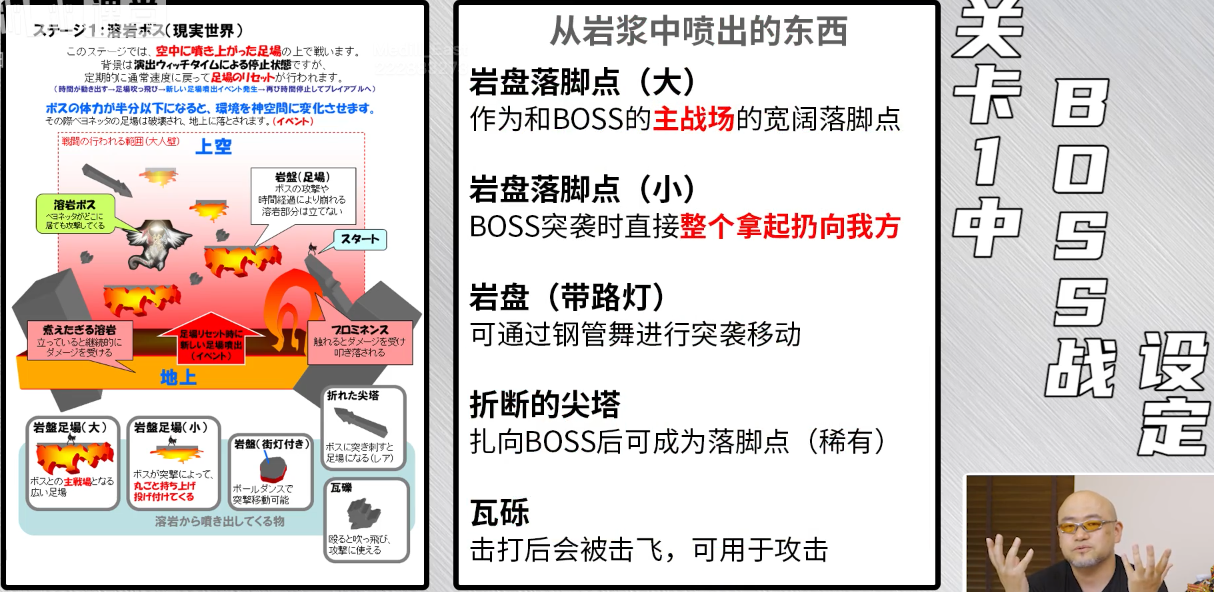 ステージ1:溶岩ボス(現実世界)
このステージでは、空中に噴き上がった足場の上で戦います。
背景は演出ウィッチタイムによる停止状態ですが、
定期的に通常速度に戻って足場のリセットが行われます。
(時間が動き出す→足場吹っ飛び→新しい足場噴出イベント発生→再び時間停止してプレイアブルへ)
ボスの体力が半分以下になると、環境を神空間に変化させます。
その際ベヨネッタの足場は破壊され、地上に落とされます。(イベント)
戦闘の行われる範囲(大人壁)
上空
岩盤(足場)
ボスの攻撃や
時間経過により崩れる
溶岩部分は立てない
溶岩ボス
ベヨネッタがどこに
居ても攻撃してくる
スタート
煮えたぎる溶岩
立っていると継続的に
ダメージを受ける
足場リセット時に
新しい足場噴出
(イベント)
プロミネンス
触れるとダメージを受け
叩き落される
地上
岩盤足場(大)
ボスとの主戦場となる
広い足場
岩盤足場(小)
ボスが突撃によって、
丸ごと持ち上げ
投げ付けてくる
岩盤(街灯付き)
ポールダンスで
突撃移動可能
折れた尖塔
ボスに突き刺すと
足場になる(レア)
瓦礫
殴ると吹っ飛び、
攻撃に使える
溶岩から噴き出してくる物
从岩浆中喷出的东西
岩盘落脚点（大）
作为和BOSS的主战场的宽阔落脚点
岩盘落脚点（小）
BOSS突袭时直接整个拿起扔向我方
岩盘（带路灯）
可通过钢管舞进行突袭移动
折断的尖塔
扎向BOSS后可成为落脚点（稀有）
瓦砾
击打后会被击飞，可用于攻击
关卡1中
BOSS战
设定